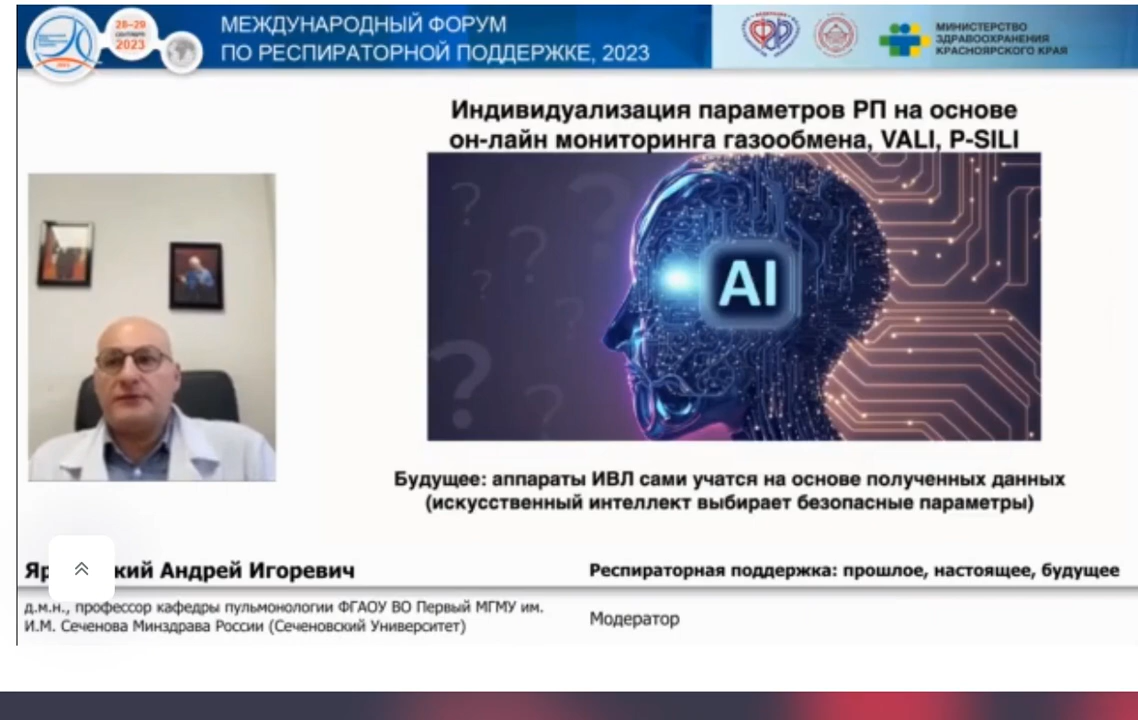 28–29
СЕНТЯБРЯ
2023
МЕЖДУНАРОДНЫЙ ФОРУМ
ПО РЕСПИРАТОРНОЙ ПОДДЕРЖКЕ, 2023
МИНИСТЕРСТВО
ЗДРАВООХРАНЕНИЯ
КРАСНОЯРСКОГО КРАЯ
Индивидуализация параметров РП на основе
он-лайн мониторинга газообмена, VALI, P-SILI
AI
Будущее: аппараты ИВЛ сами учатся на основе полученных данных
(искусственный интеллект выбирает безопасные параметры)
Андрей Игоревич
Респираторная поддержка: прошлое, настоящее, будущее
д.м.н., профессор кафедры пульмонологии ФГАОУ ВО Первый МГМУ им.
И.М. Сеченова Минздрава России (Сеченовский Университет)
Модератор